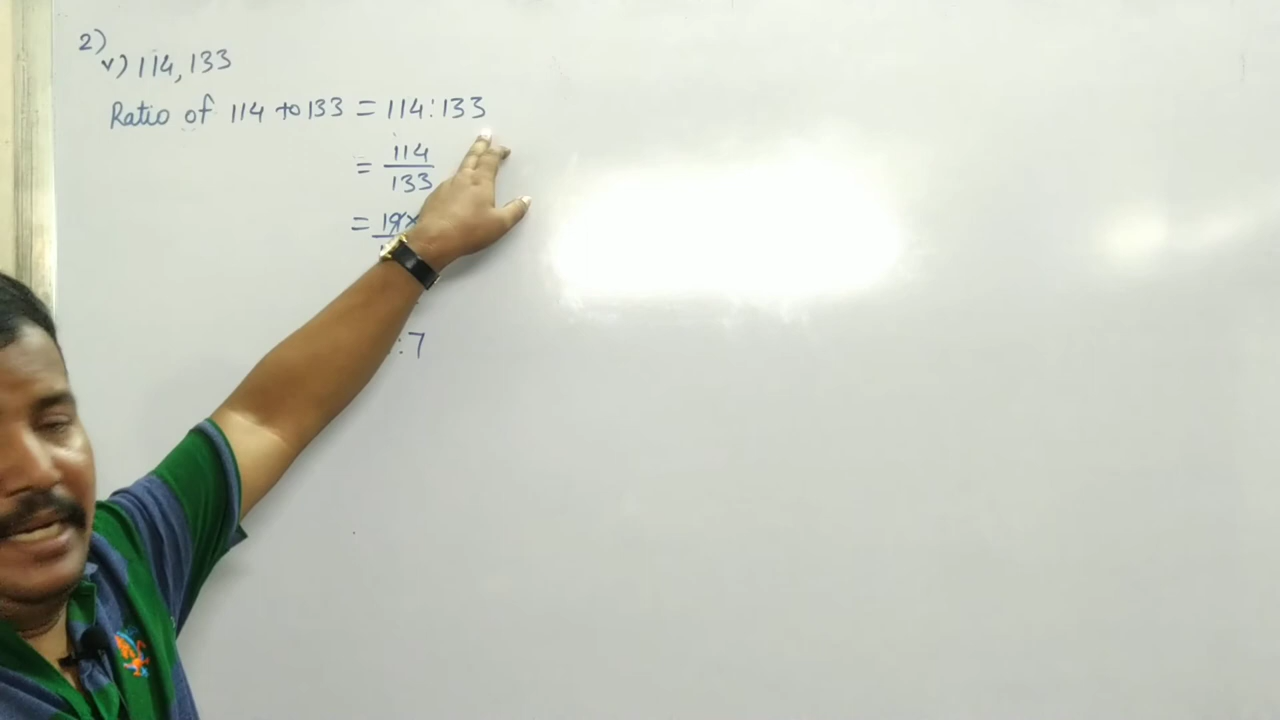 2)
v) 114, 133
Ratio of 114 to 133 = 114:133
= 114
133
= 19×
:7